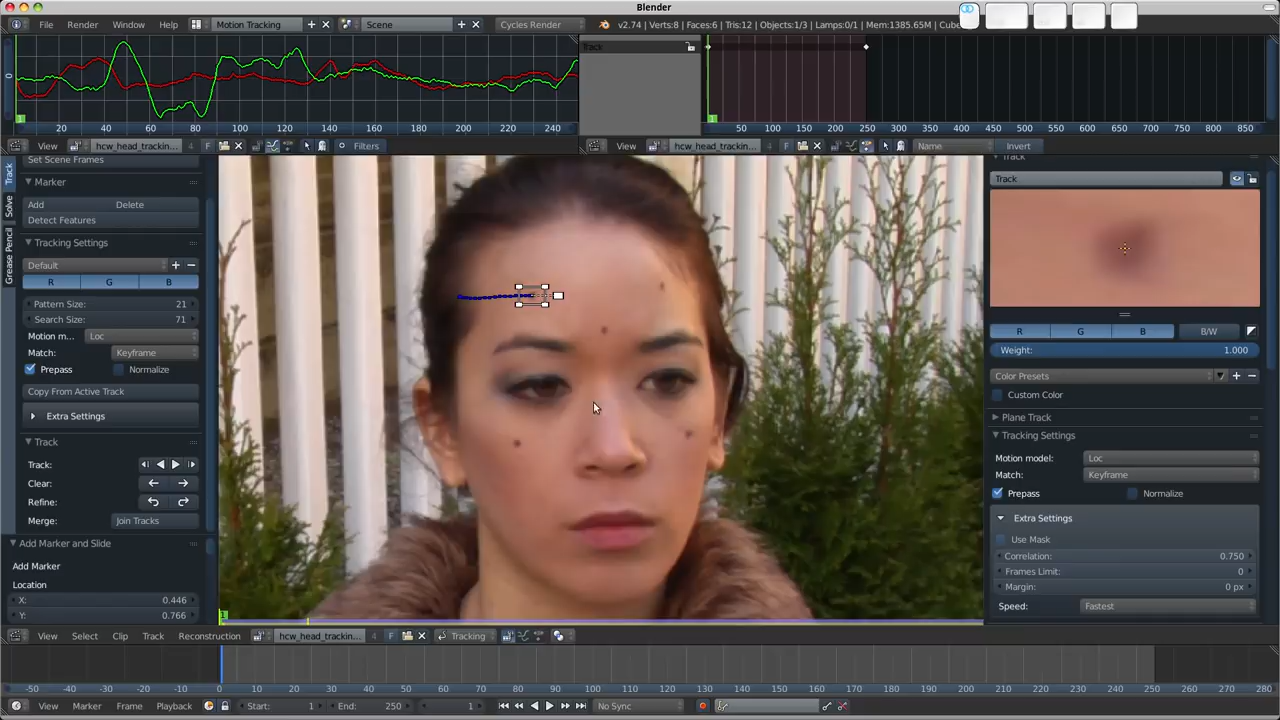 Blender
File Render Window Help Motion Tracking Scene Cycles Render v2.74 | Verts:8 | Faces:6 | Tris:12 | Objects:1/3 | Lamps:0/1 | Mem:1385.65M | Cube
Track
0
1
1
20 40 60 80 100 120 140 160 180 200 220 240
50 100 150 200 250 300 350 400 450 500 550 600 650 700 750 800 850
View hcw_head_trackin... 4 F Filters
View hcw_head_trackin... 4 F Name Invert
Track
Solve
Grease Pencil
Set Scene Frames
Marker
Add Delete
Detect Features
Tracking Settings
Default
R G B
Pattern Size: 21
Search Size: 71
Motion m... Loc
Match: Keyframe
Prepass Normalize
Copy From Active Track
Extra Settings
Track
Track:
Clear:
Refine:
Merge: Join Tracks
Add Marker and Slide
Add Marker
Location
X: 0.446
Y: 0.766
1
Track
Track
R G B B/W
Weight: 1.000
Color Presets
Custom Color
Plane Track
Tracking Settings
Motion model: Loc
Match: Keyframe
Prepass Normalize
Extra Settings
Use Mask
Correlation: 0.750
Frames Limit: 0
Margin: 0 px
Speed: Fastest
View Select Clip Track Reconstruction hcw_head_trackin... 4 F Tracking
-50 -40 -30 -20 -10 0 10 20 30 40 50 60 70 80 90 100 110 120 130 140 150 160 170 180 190 200 210 220 230 240 250 260 270 280
View Marker Frame Playback Start: 1 End: 250 1 No Sync